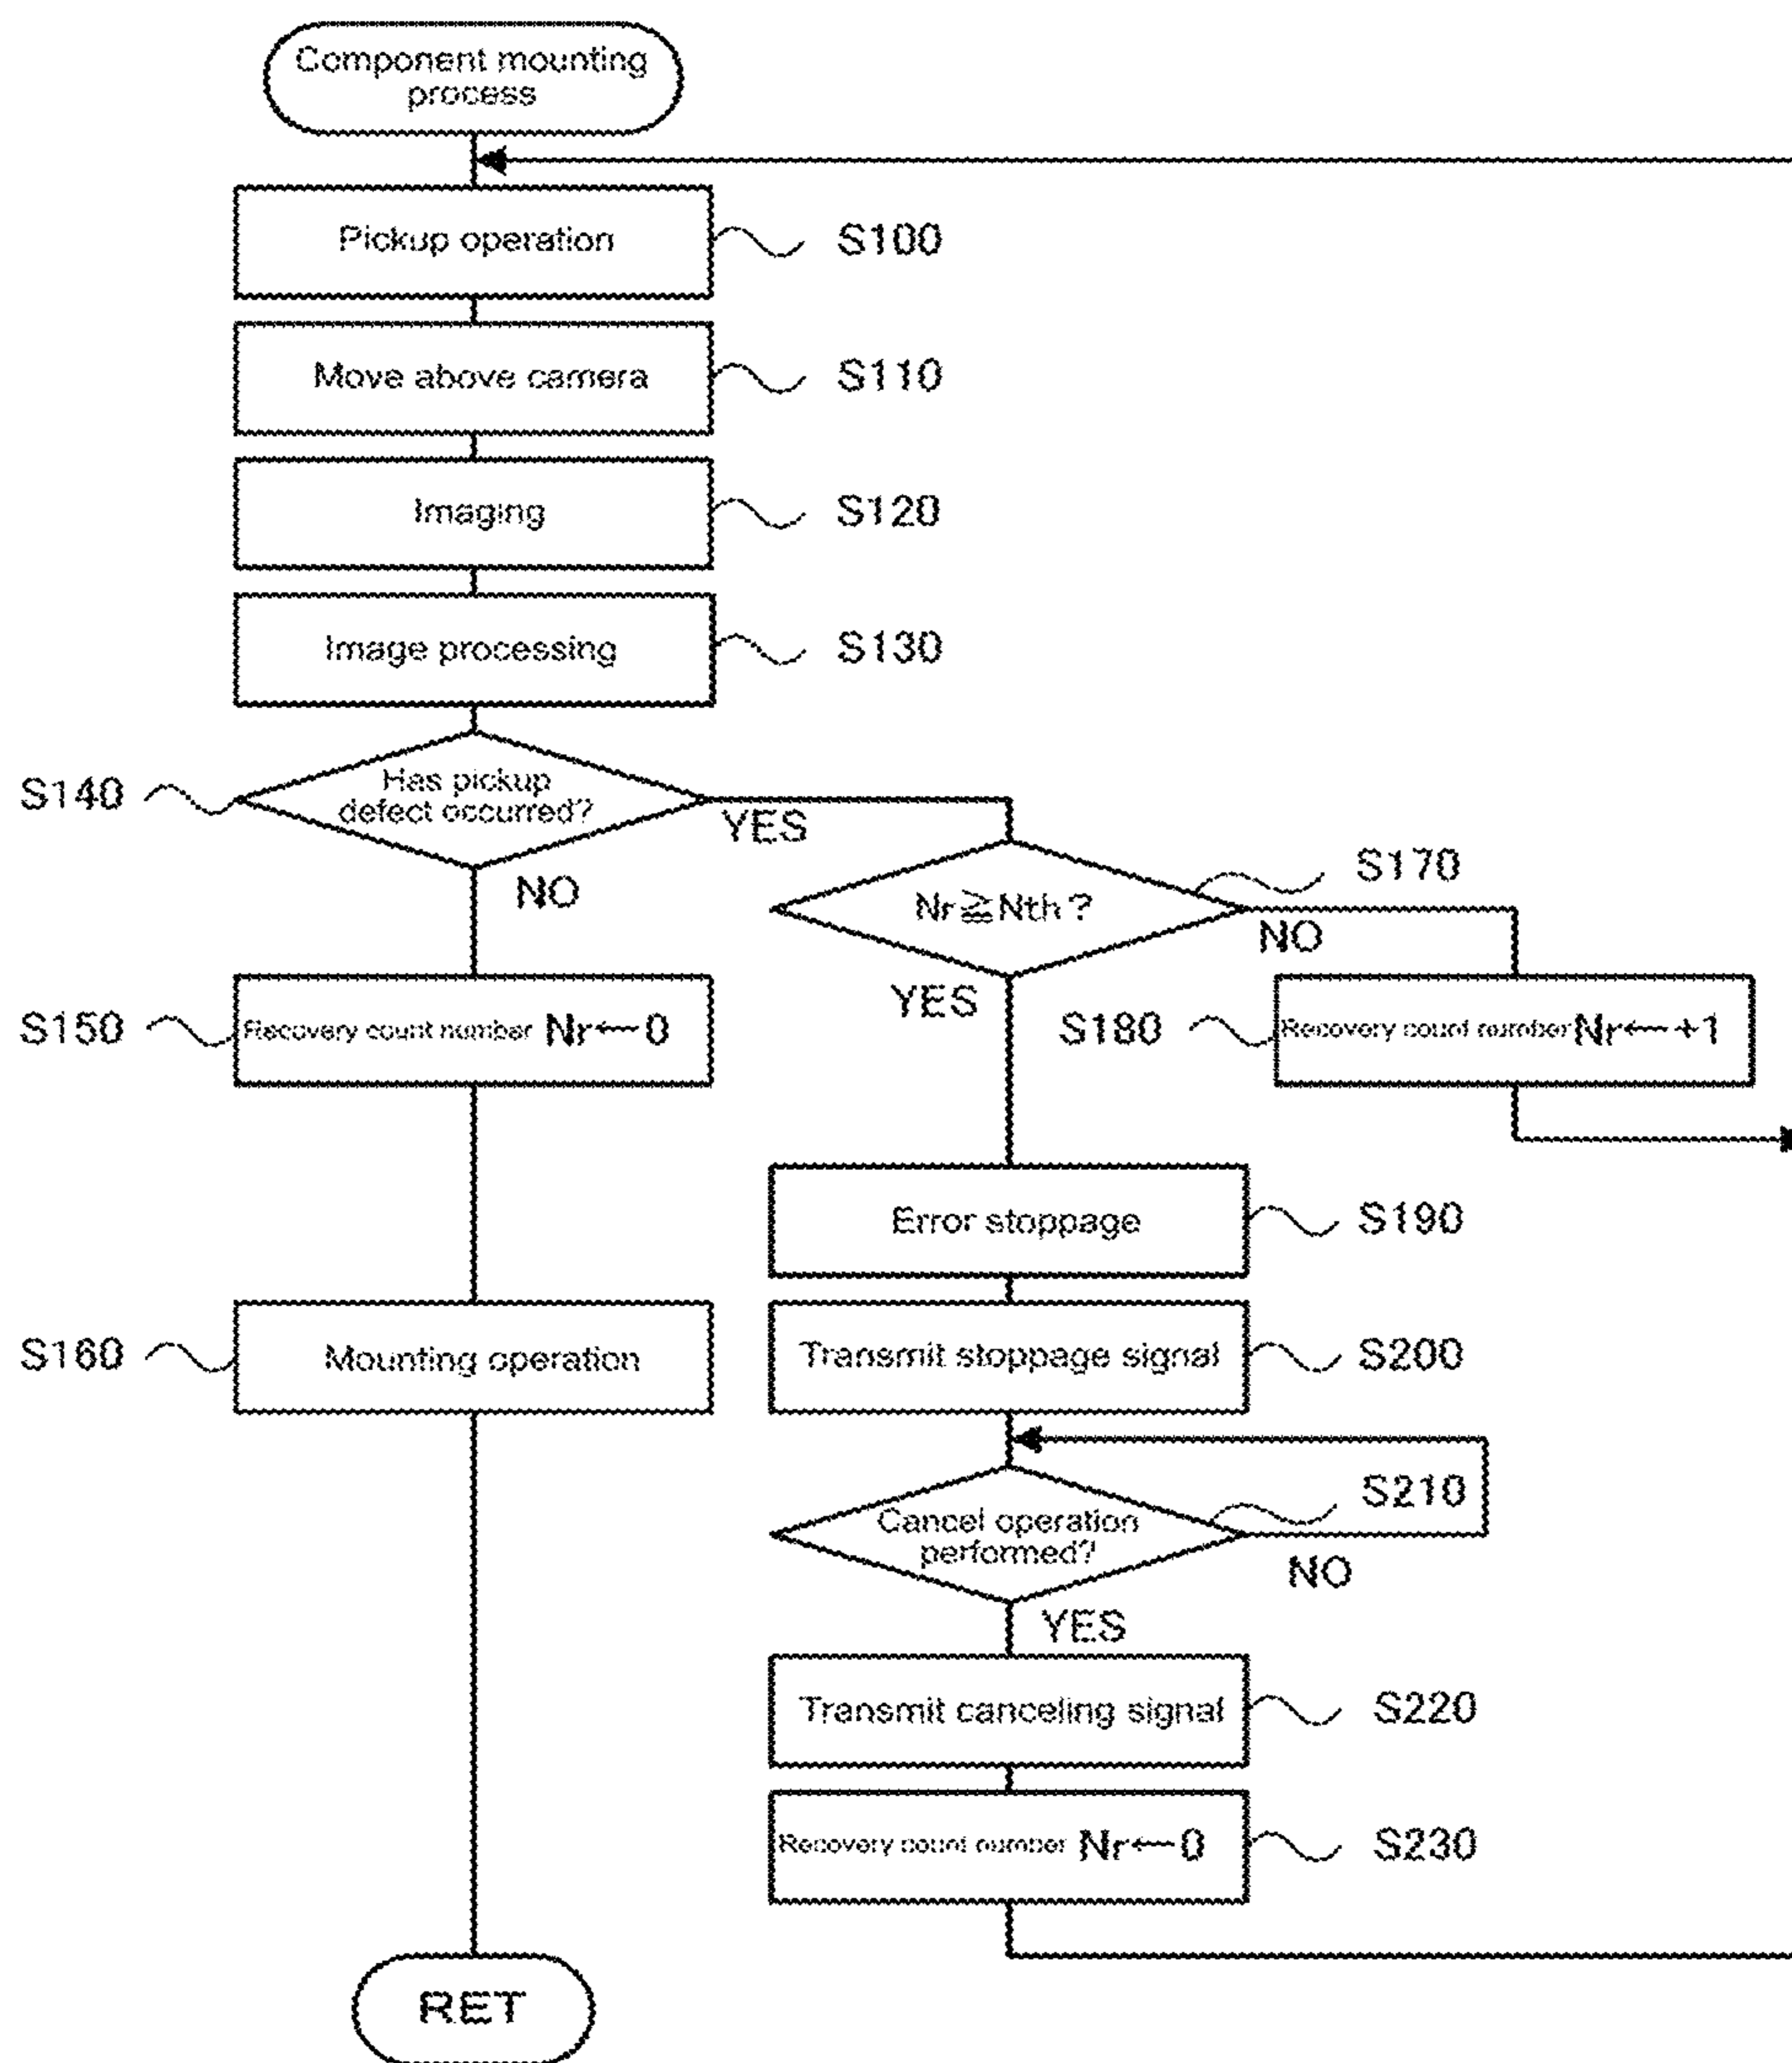 Component mounting
process
Pickup operation
S100
Move above camera
S110
Imaging
S120
Image processing
S130
S140
Has pickup
defect occurred?
YES
NO
S170
Nr≧Nth?
NO
YES
S150
Recovery count number Nr←0
S180
Recovery count number Nr←+1
Error stoppage
S190
S160
Mounting operation
Transmit stoppage signal
S200
S210
Cancel operation
performed?
NO
YES
Transmit canceling signal
S220
Recovery count number Nr←0
S230
RET